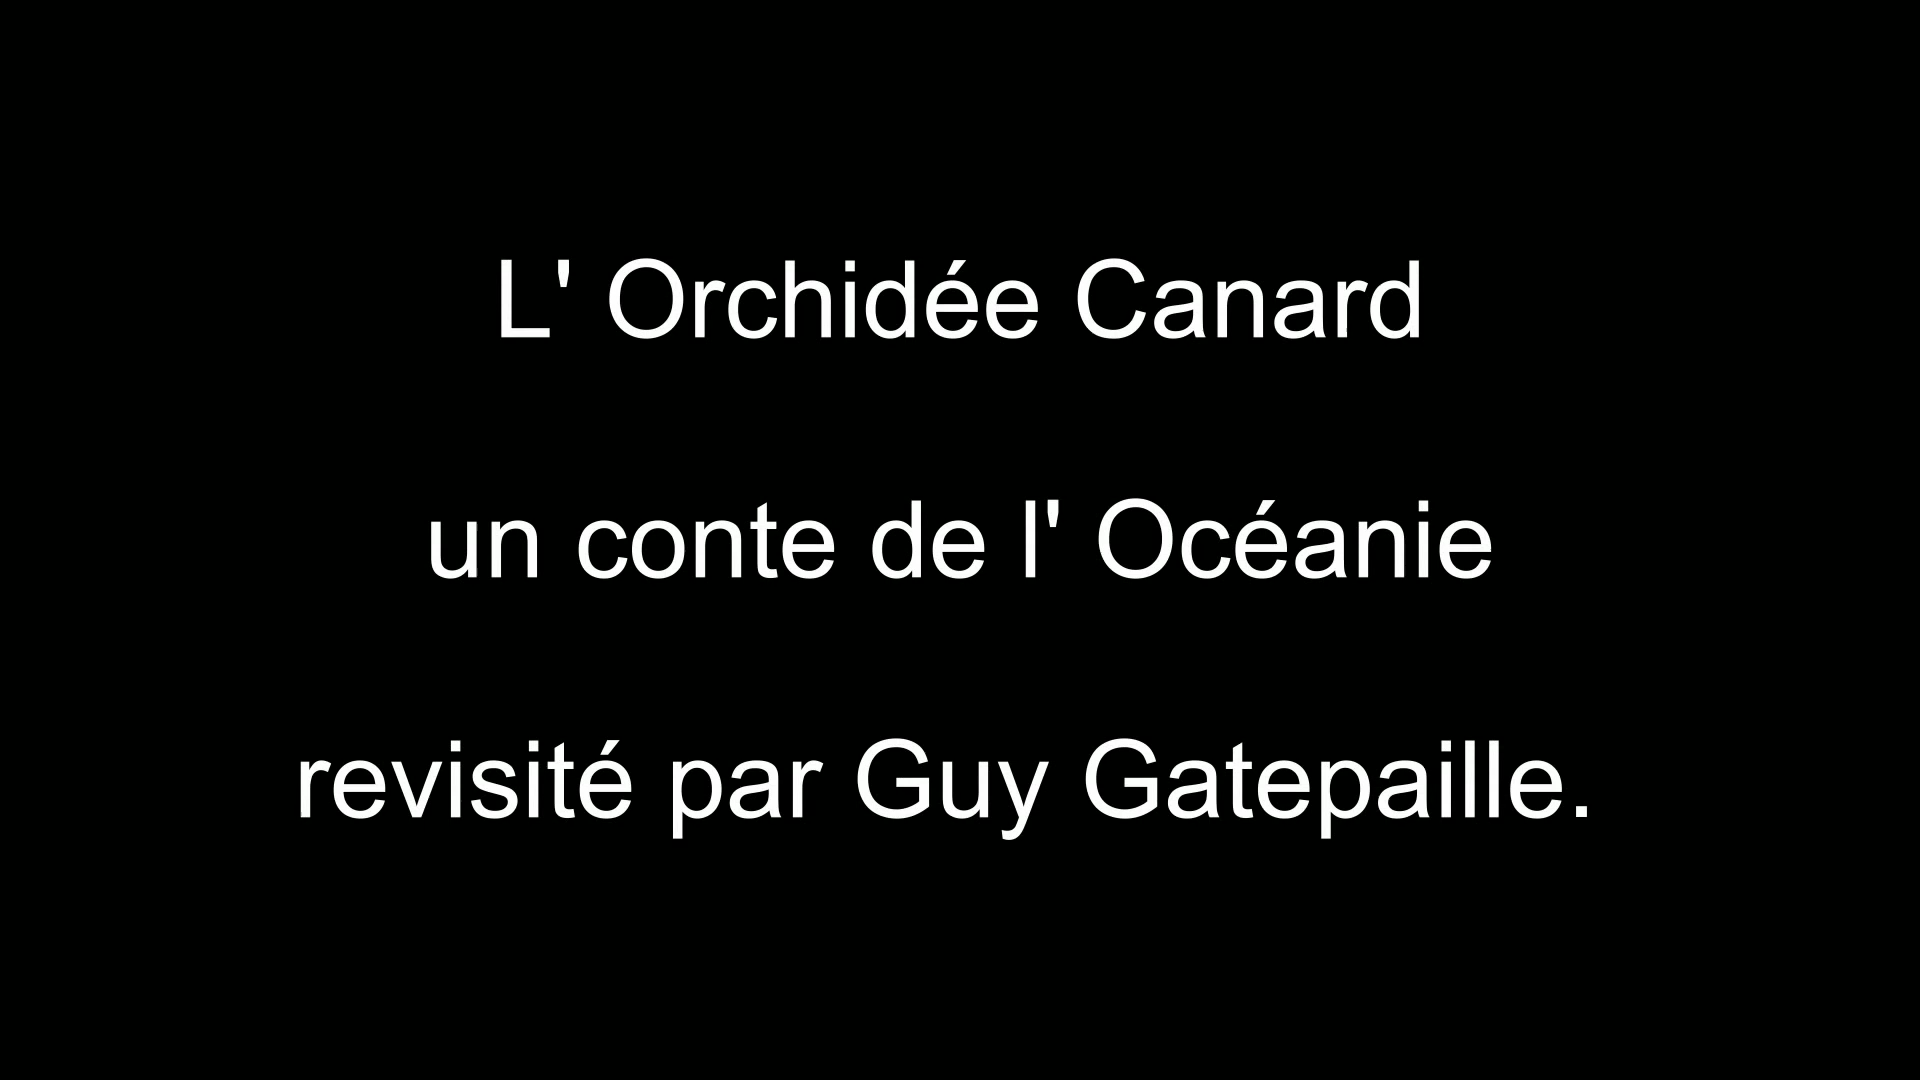 L' Orchidée Canard
un conte de l' Océanie
revisité par Guy Gatepaille.